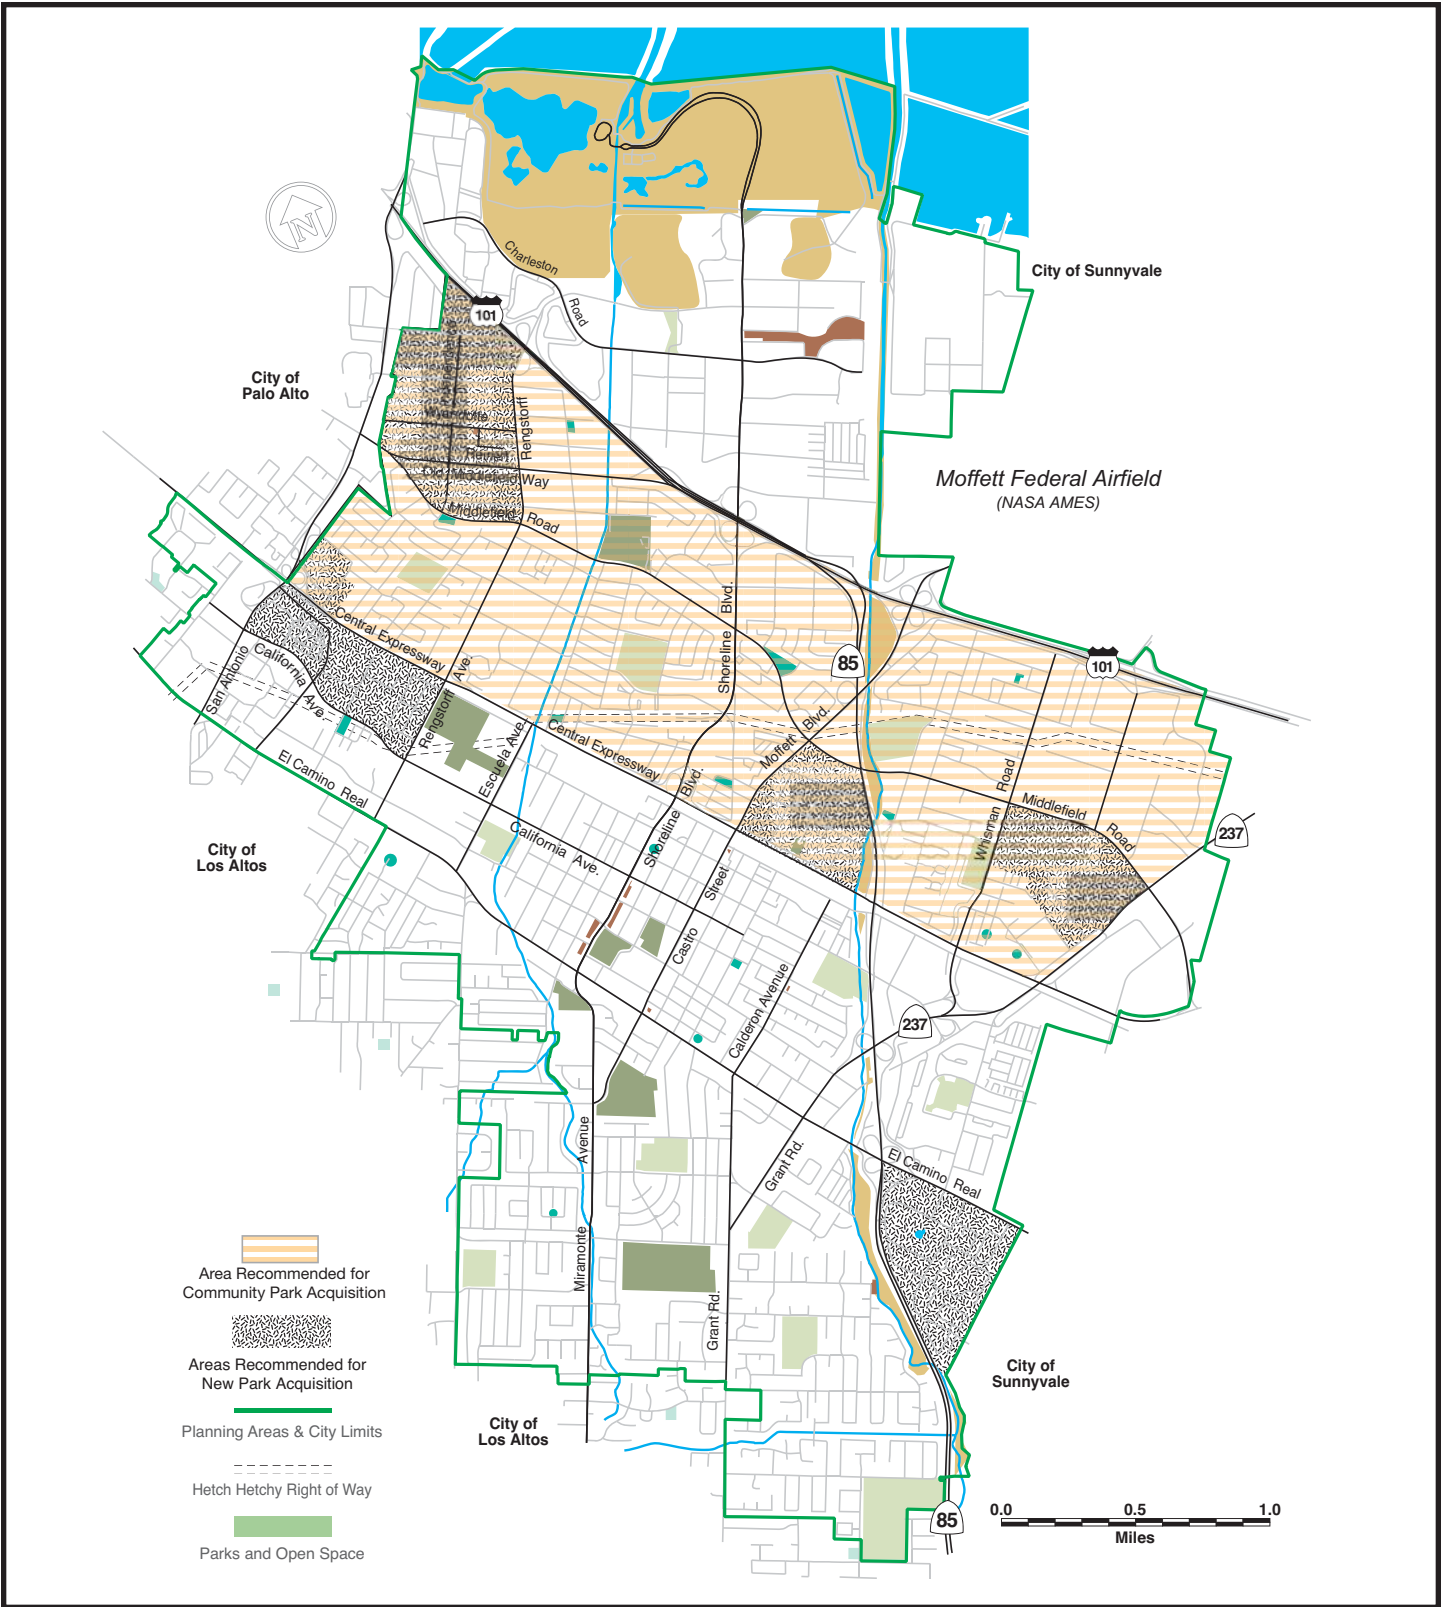 N
City of Sunnyvale
Charleston
Road
101
City of
Palo Alto
Rengstorff
Wyandotte
Old Middlefield Way
Middlefield Road
Moffett Federal Airfield
(NASA AMES)
Shoreline Blvd.
Central Expressway
85
101
San Antonio
California Ave.
Rengstorff Ave.
Escuela Ave.
Central Expressway
Moffett Blvd.
El Camino Real
Shoreline Blvd.
Whisman Road
Middlefield Road
237
City of
Los Altos
California Ave.
Street
Castro
Calderon Avenue
237
Avenue
Miramonte
Grant Rd.
El Camino Real
Grant Rd.
Area Recommended for
Community Park Acquisition
Areas Recommended for
New Park Acquisition
Planning Areas & City Limits
Hetch Hetchy Right of Way
Parks and Open Space
City of
Sunnyvale
City of
Los Altos
85
0.0 0.5 1.0
Miles